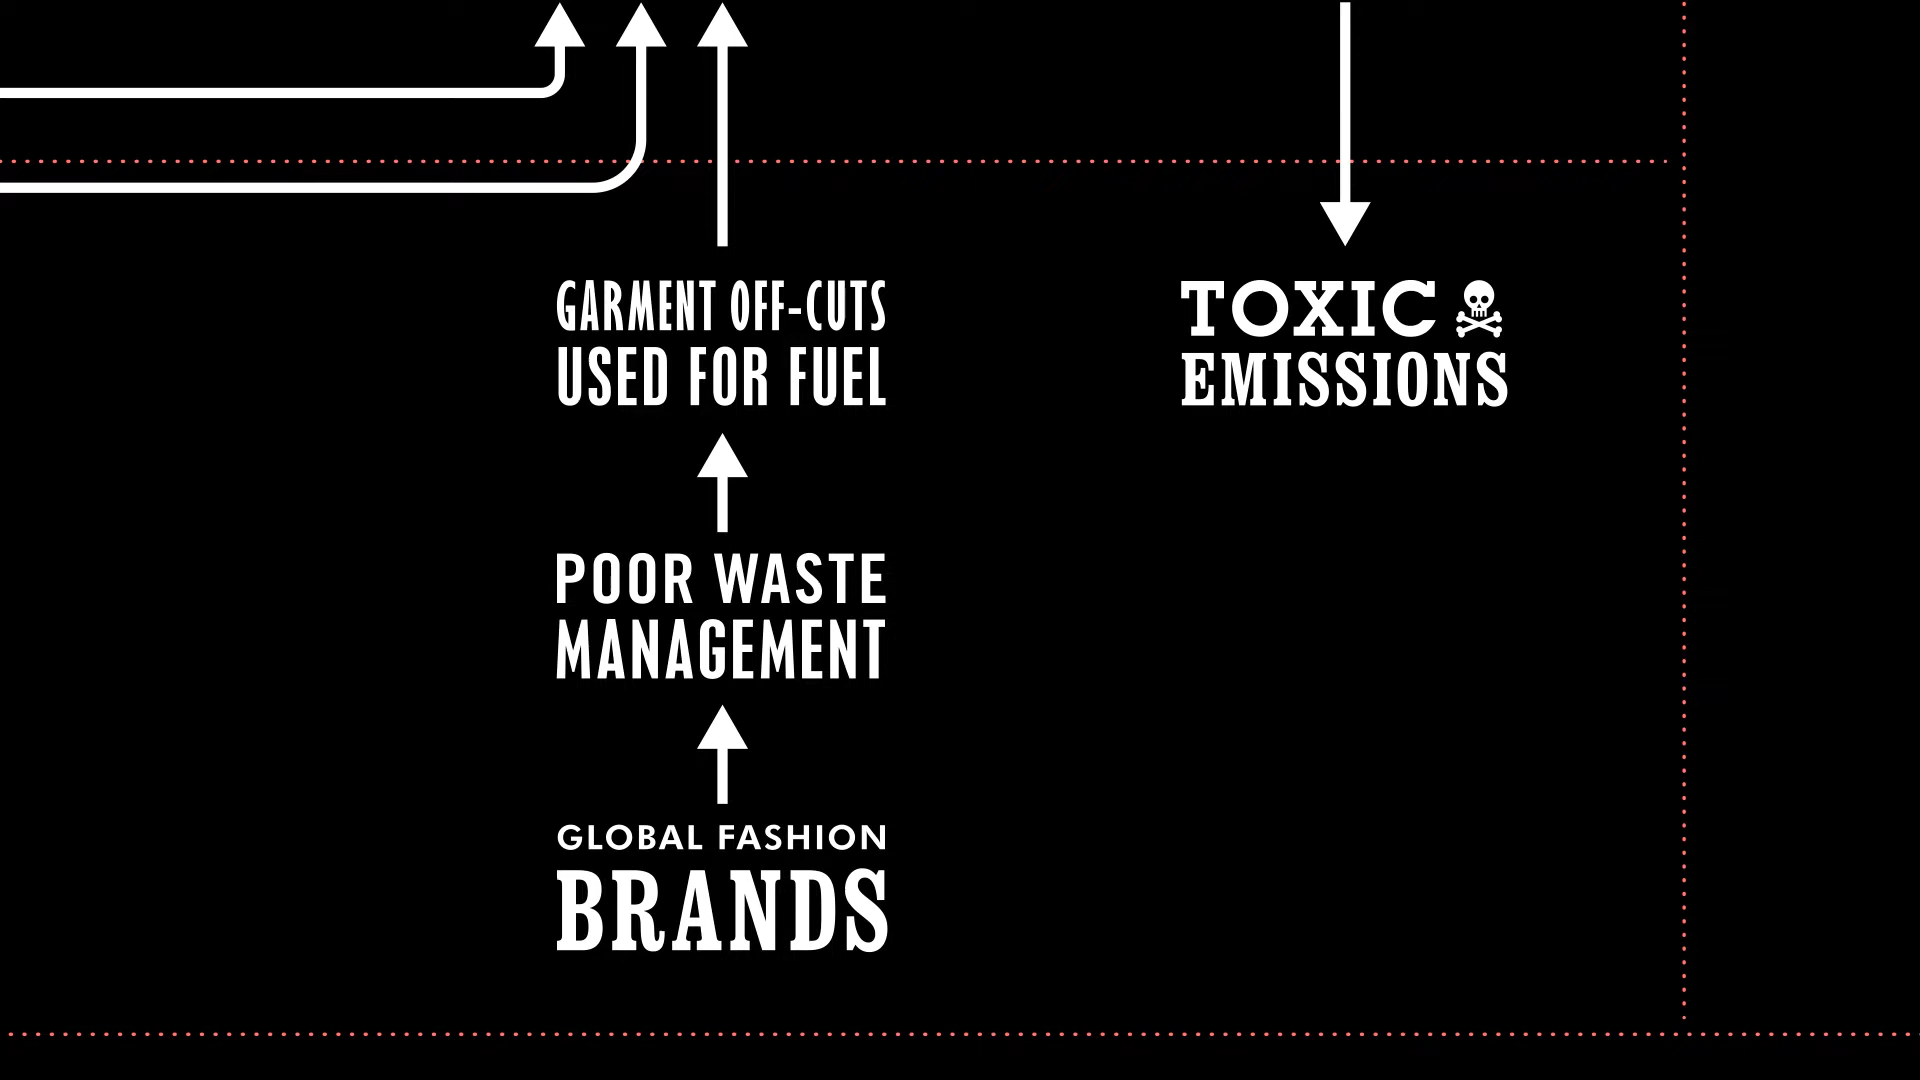 GARMENT OFF-CUTS
USED FOR FUEL
POOR WASTE
MANAGEMENT
GLOBAL FASHION
BRANDS
TOXIC
EMISSIONS